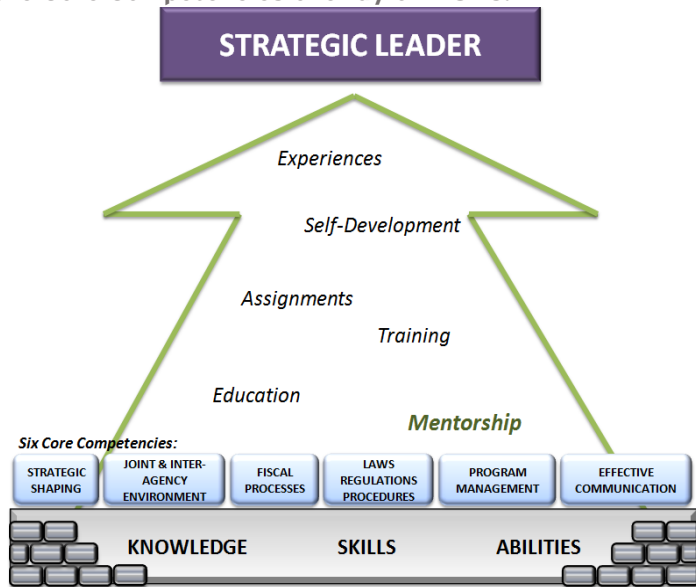 STRATEGIC LEADER
Experiences
Self-Development
Assignments
Training
Education
Mentorship
Six Core Competencies:
STRATEGIC
SHAPING
JOINT & INTER-
AGENCY
ENVIRONMENT
FISCAL
PROCESSES
LAWS
REGULATIONS
PROCEDURES
PROGRAM
MANAGEMENT
EFFECTIVE
COMMUNICATION
KNOWLEDGE SKILLS ABILITIES